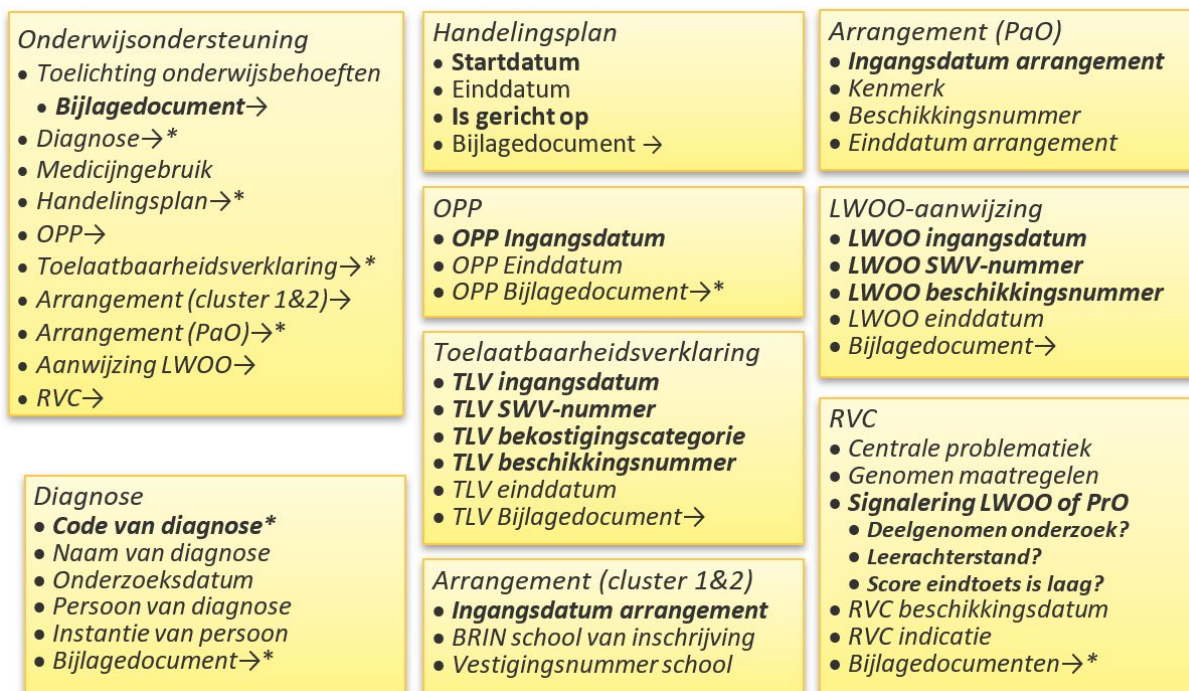 Onderwijsondersteuning
• Toelichting onderwijsbehoeften
• Bijlagedocument→
• Diagnose→*
• Medicijngebruik
• Handelingsplan→*
• OPP→
• Toelaatbaarheidsverklaring→*
• Arrangement (cluster 1&2)→
• Arrangement (PaO)→*
• Aanwijzing LWOO→
• RVC→
Diagnose
• Code van diagnose*
• Naam van diagnose
• Onderzoeksdatum
• Persoon van diagnose
• Instantie van persoon
• Bijlagedocument→*
Handelingsplan
• Startdatum
• Einddatum
• Is gericht op
• Bijlagedocument →
OPP
• OPP Ingangsdatum
• OPP Einddatum
• OPP Bijlagedocument→*
Toelaatbaarheidsverklaring
• TLV ingangsdatum
• TLV SWV-nummer
• TLV bekostigingscategorie
• TLV beschikkingsnummer
• TLV einddatum
• TLV Bijlagedocument→
Arrangement (cluster 1&2)
• Ingangsdatum arrangement
• BRIN school van inschrijving
• Vestigingsnummer school
Arrangement (PaO)
• Ingangsdatum arrangement
• Kenmerk
• Beschikkingsnummer
• Einddatum arrangement
LWOO-aanwijzing
• LWOO ingangsdatum
• LWOO SWV-nummer
• LWOO beschikkingsnummer
• LWOO einddatum
• Bijlagedocument→
RVC
• Centrale problematiek
• Genomen maatregelen
• Signalering LWOO of PrO
• Deelgenomen onderzoek?
• Leerachterstand?
• Score eindtoets is laag?
• RVC beschikkingsdatum
• RVC indicatie
• Bijlagedocumenten→*